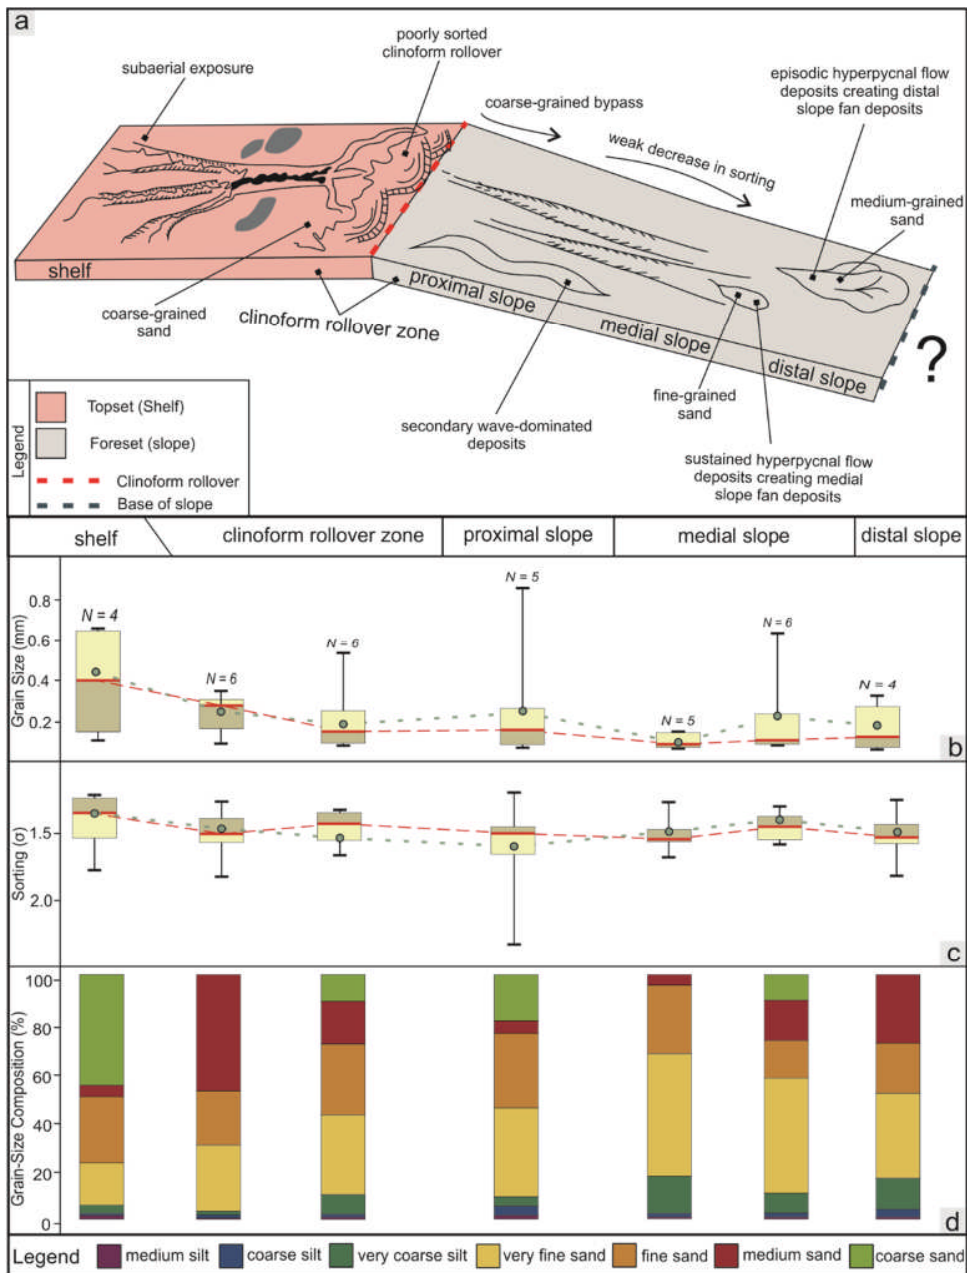 a
subaerial exposure
poorly sorted
clinoform rollover
coarse-grained bypass
weak decrease in sorting
episodic hyperpycnal flow
deposits creating distal
slope fan deposits
medium-grained
sand
shelf
coarse-grained
sand
clinoform rollover zone
proximal slope
medial slope
distal slope
?
secondary wave-dominated
deposits
fine-grained
sand
sustained hyperpycnal flow
deposits creating medial
slope fan deposits
Legend
Topset (Shelf)
Foreset (slope)
Clinoform rollover
Base of slope
shelf
clinoform rollover zone
proximal slope
medial slope
distal slope
Grain Size (mm)
0.8
0.6
0.4
0.2
N = 4
N = 6
N = 6
N = 5
N = 5
N = 6
N = 4
b
Sorting (σ)
1.5
2.0
c
Grain-Size Composition (%)
100
80
60
40
20
0
d
Legend
medium silt
coarse silt
very coarse silt
very fine sand
fine sand
medium sand
coarse sand